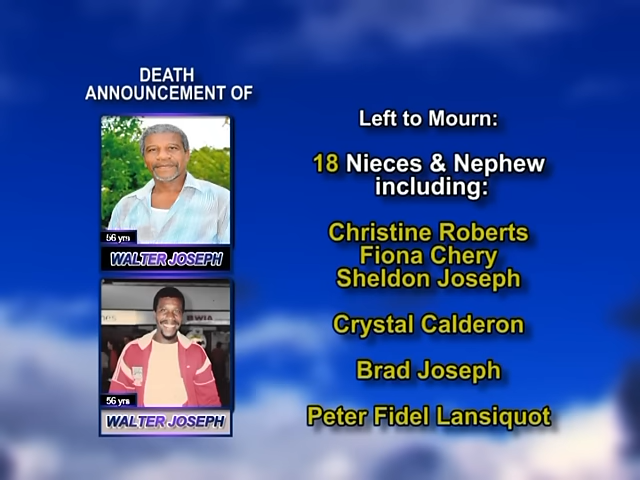 DEATH
ANNOUNCEMENT OF
56 yrs
WALTER JOSEPH
BWIA
56 yrs
WALTER JOSEPH
Left to Mourn:
18 Nieces & Nephew
including:
Christine Roberts
Fiona Chery
Sheldon Joseph
Crystal Calderon
Brad Joseph
Peter Fidel Lansiquot